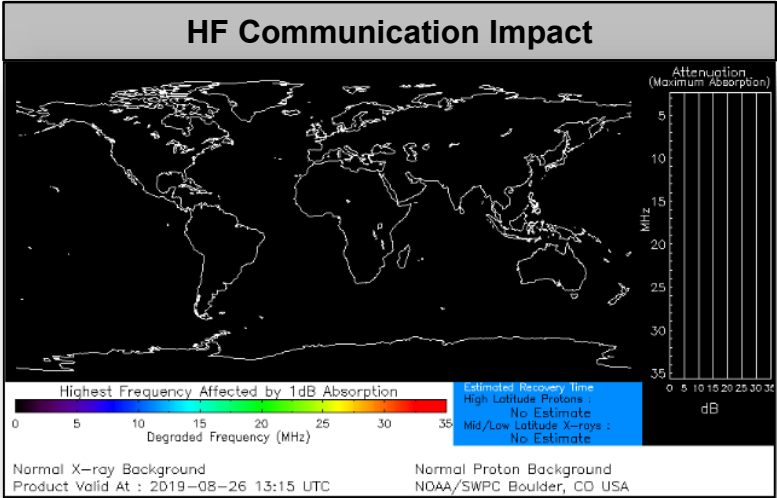 HF Communication Impact
Attenuation
(Maximum Absorption)
5
10
15
20
25
30
35
MHz
0 5 10 15 20 25 30 35
dB
Highest Frequency Affected by 1dB Absorption
0 5 10 15 20 25 30 35
Degraded Frequency (MHz)
Estimated Recovery Time
High Latitude Protons :
No Estimate
Mid/Low Latitude X-rays :
No Estimate
Normal X-ray Background
Product Valid At : 2019-08-26 13:15 UTC
Normal Proton Background
NOAA/SWPC Boulder, CO USA